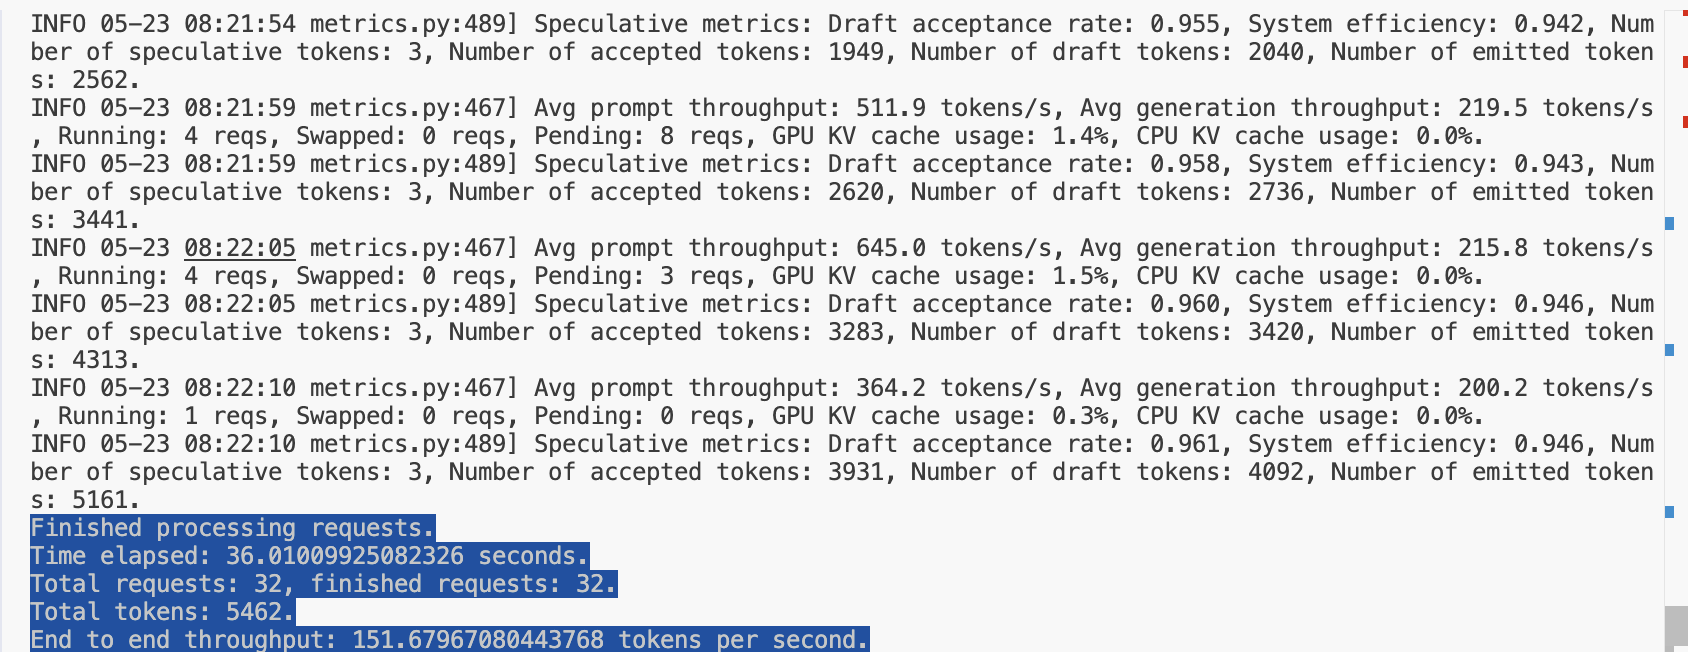 INFO 05-23 08:21:54 metrics.py:489] Speculative metrics: Draft acceptance rate: 0.955, System efficiency: 0.942, Num
ber of speculative tokens: 3, Number of accepted tokens: 1949, Number of draft tokens: 2040, Number of emitted token
s: 2562.
INFO 05-23 08:21:59 metrics.py:467] Avg prompt throughput: 511.9 tokens/s, Avg generation throughput: 219.5 tokens/s
, Running: 4 reqs, Swapped: 0 reqs, Pending: 8 reqs, GPU KV cache usage: 1.4%, CPU KV cache usage: 0.0%.
INFO 05-23 08:21:59 metrics.py:489] Speculative metrics: Draft acceptance rate: 0.958, System efficiency: 0.943, Num
ber of speculative tokens: 3, Number of accepted tokens: 2620, Number of draft tokens: 2736, Number of emitted token
s: 3441.
INFO 05-23 08:22:05 metrics.py:467] Avg prompt throughput: 645.0 tokens/s, Avg generation throughput: 215.8 tokens/s
, Running: 4 reqs, Swapped: 0 reqs, Pending: 3 reqs, GPU KV cache usage: 1.5%, CPU KV cache usage: 0.0%.
INFO 05-23 08:22:05 metrics.py:489] Speculative metrics: Draft acceptance rate: 0.960, System efficiency: 0.946, Num
ber of speculative tokens: 3, Number of accepted tokens: 3283, Number of draft tokens: 3420, Number of emitted token
s: 4313.
INFO 05-23 08:22:10 metrics.py:467] Avg prompt throughput: 364.2 tokens/s, Avg generation throughput: 200.2 tokens/s
, Running: 1 reqs, Swapped: 0 reqs, Pending: 0 reqs, GPU KV cache usage: 0.3%, CPU KV cache usage: 0.0%.
INFO 05-23 08:22:10 metrics.py:489] Speculative metrics: Draft acceptance rate: 0.961, System efficiency: 0.946, Num
ber of speculative tokens: 3, Number of accepted tokens: 3931, Number of draft tokens: 4092, Number of emitted token
s: 5161.
Finished processing requests.
Time elapsed: 36.01009925082326 seconds.
Total requests: 32, finished requests: 32.
Total tokens: 5462.
End to end throughput: 151.67967080443768 tokens per second.